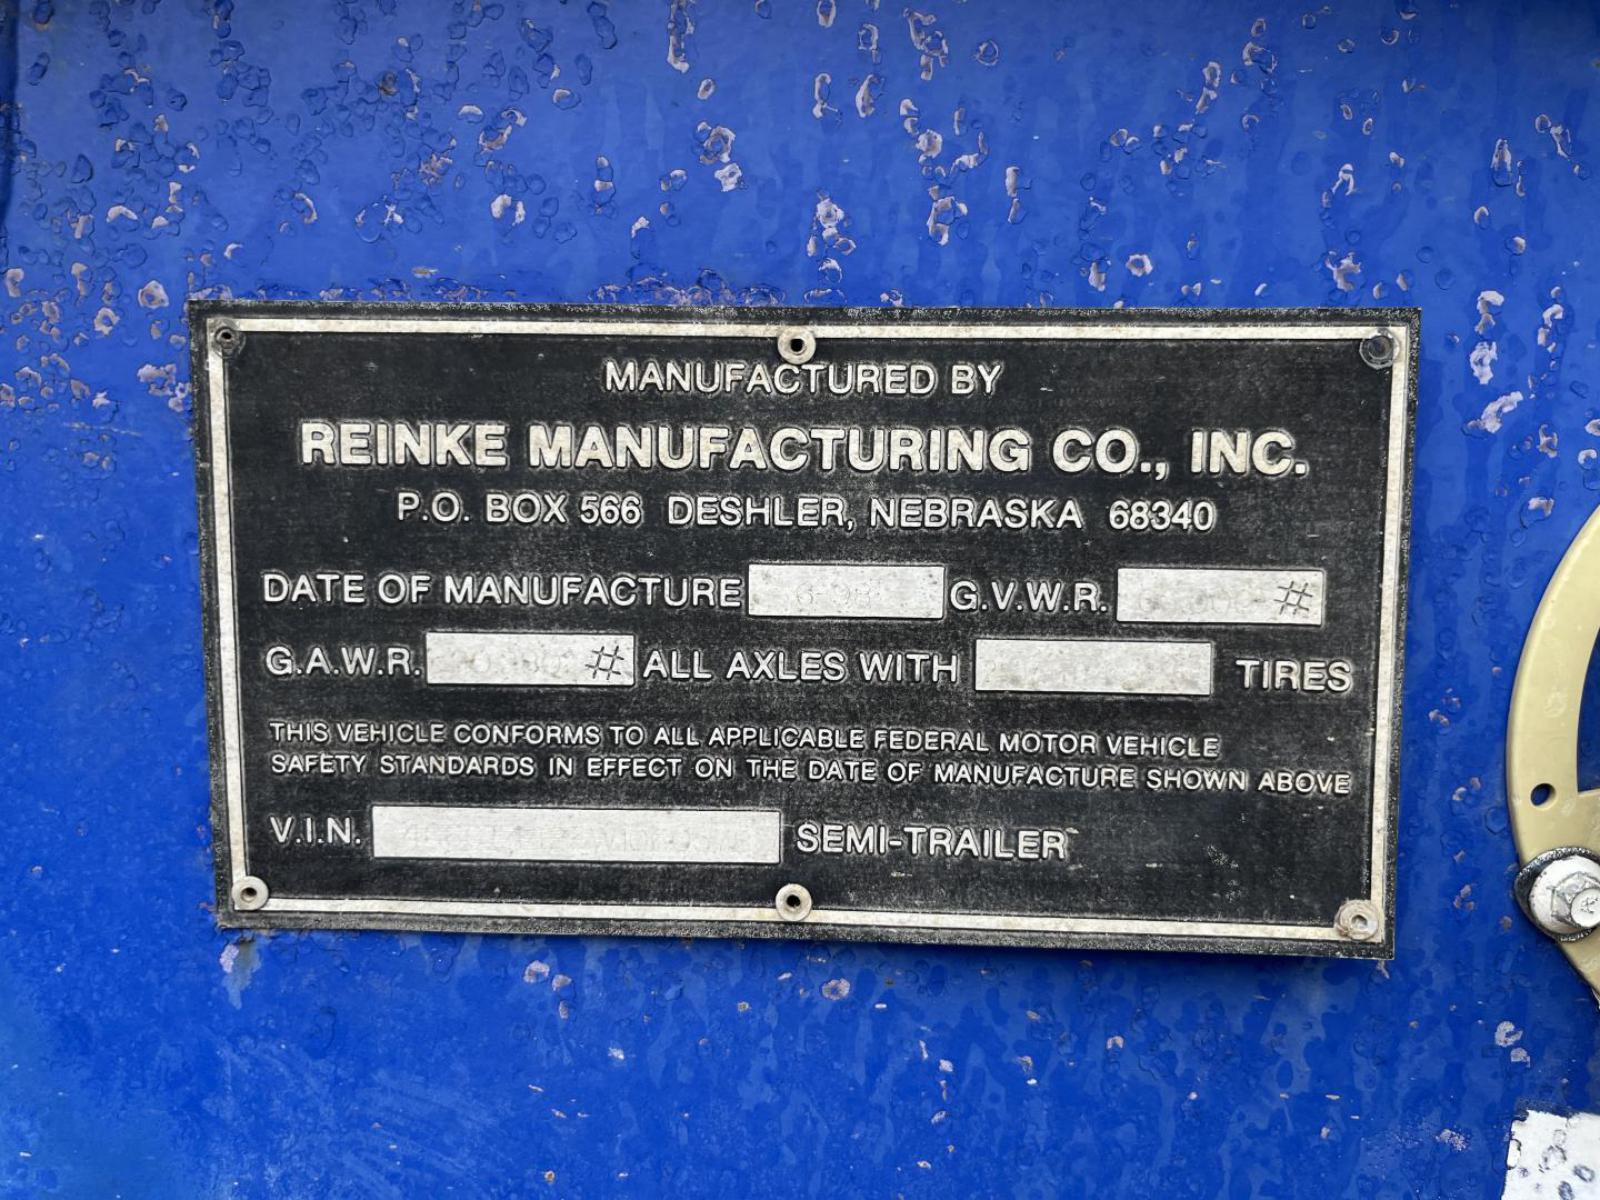 MANUFACTURED BY
REINKE MANUFACTURING CO., INC.
P.O. BOX 566 DESHLER, NEBRASKA 68340
DATE OF MANUFACTURE 6-98 G.V.W.R. #
G.A.W.R. # ALL AXLES WITH TIRES
THIS VEHICLE CONFORMS TO ALL APPLICABLE FEDERAL MOTOR VEHICLE
SAFETY STANDARDS IN EFFECT ON THE DATE OF MANUFACTURE SHOWN ABOVE
V.I.N. SEMI-TRAILER